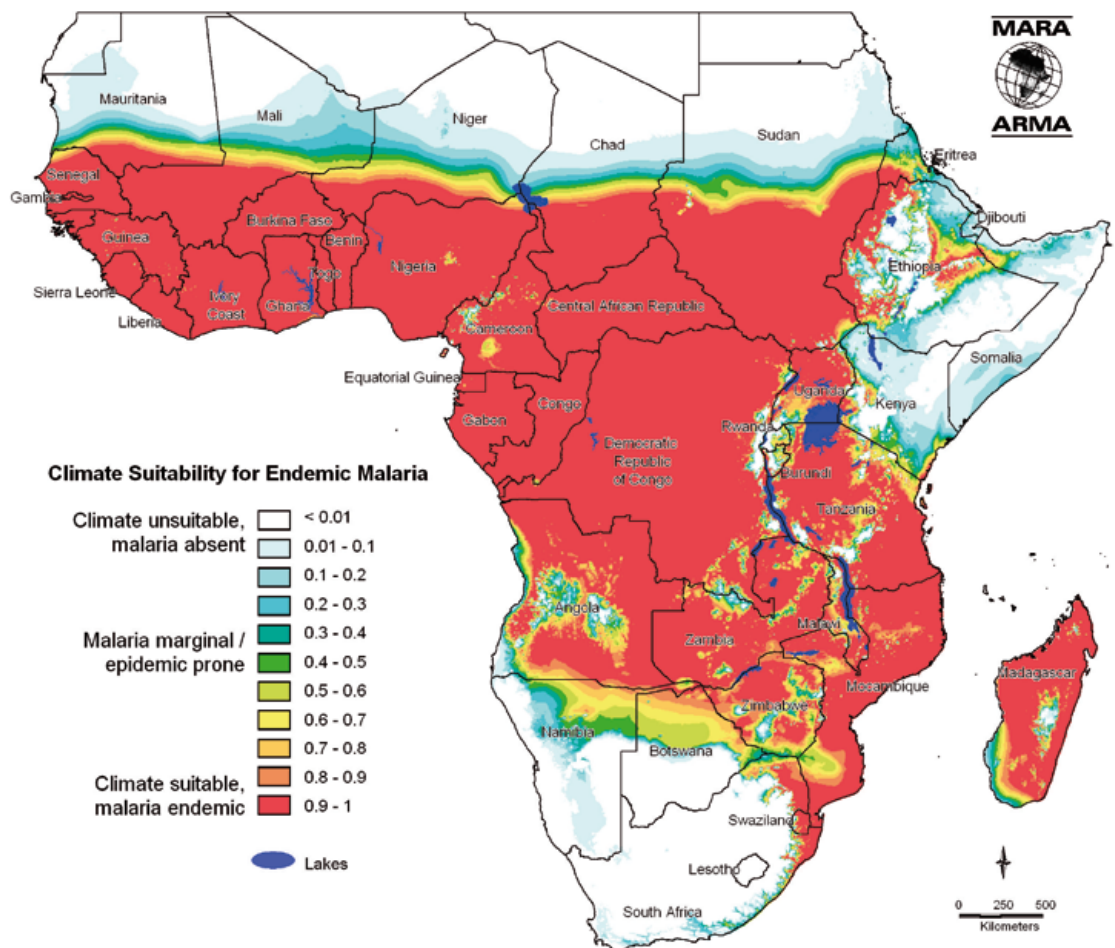 MARA
ARMA
Mauritania
Mali
Niger
Chad
Sudan
Eritrea
Senegal
Gambia
Burkina Faso
Djibouti
Guinea
Benin
Nigeria
Ethiopia
Togo
Sierra Leone
Ivory
Coast
Ghana
Central African Republic
Liberia
Cameroon
Somalia
Equatorial Guinea
Uganda
Kenya
Gabon
Congo
Rwanda
Democratic
Republic
of Congo
Burundi
Tanzania
Angola
Malawi
Zambia
Mocambique
Madagascar
Zimbabwe
Namibia
Botswana
Swaziland
Lesotho
South Africa
Climate Suitability for Endemic Malaria
Climate unsuitable,
malaria absent
Malaria marginal /
epidemic prone
Climate suitable,
malaria endemic
< 0.01
0.01 - 0.1
0.1 - 0.2
0.2 - 0.3
0.3 - 0.4
0.4 - 0.5
0.5 - 0.6
0.6 - 0.7
0.7 - 0.8
0.8 - 0.9
0.9 - 1
Lakes
0 250 500
Kilometers